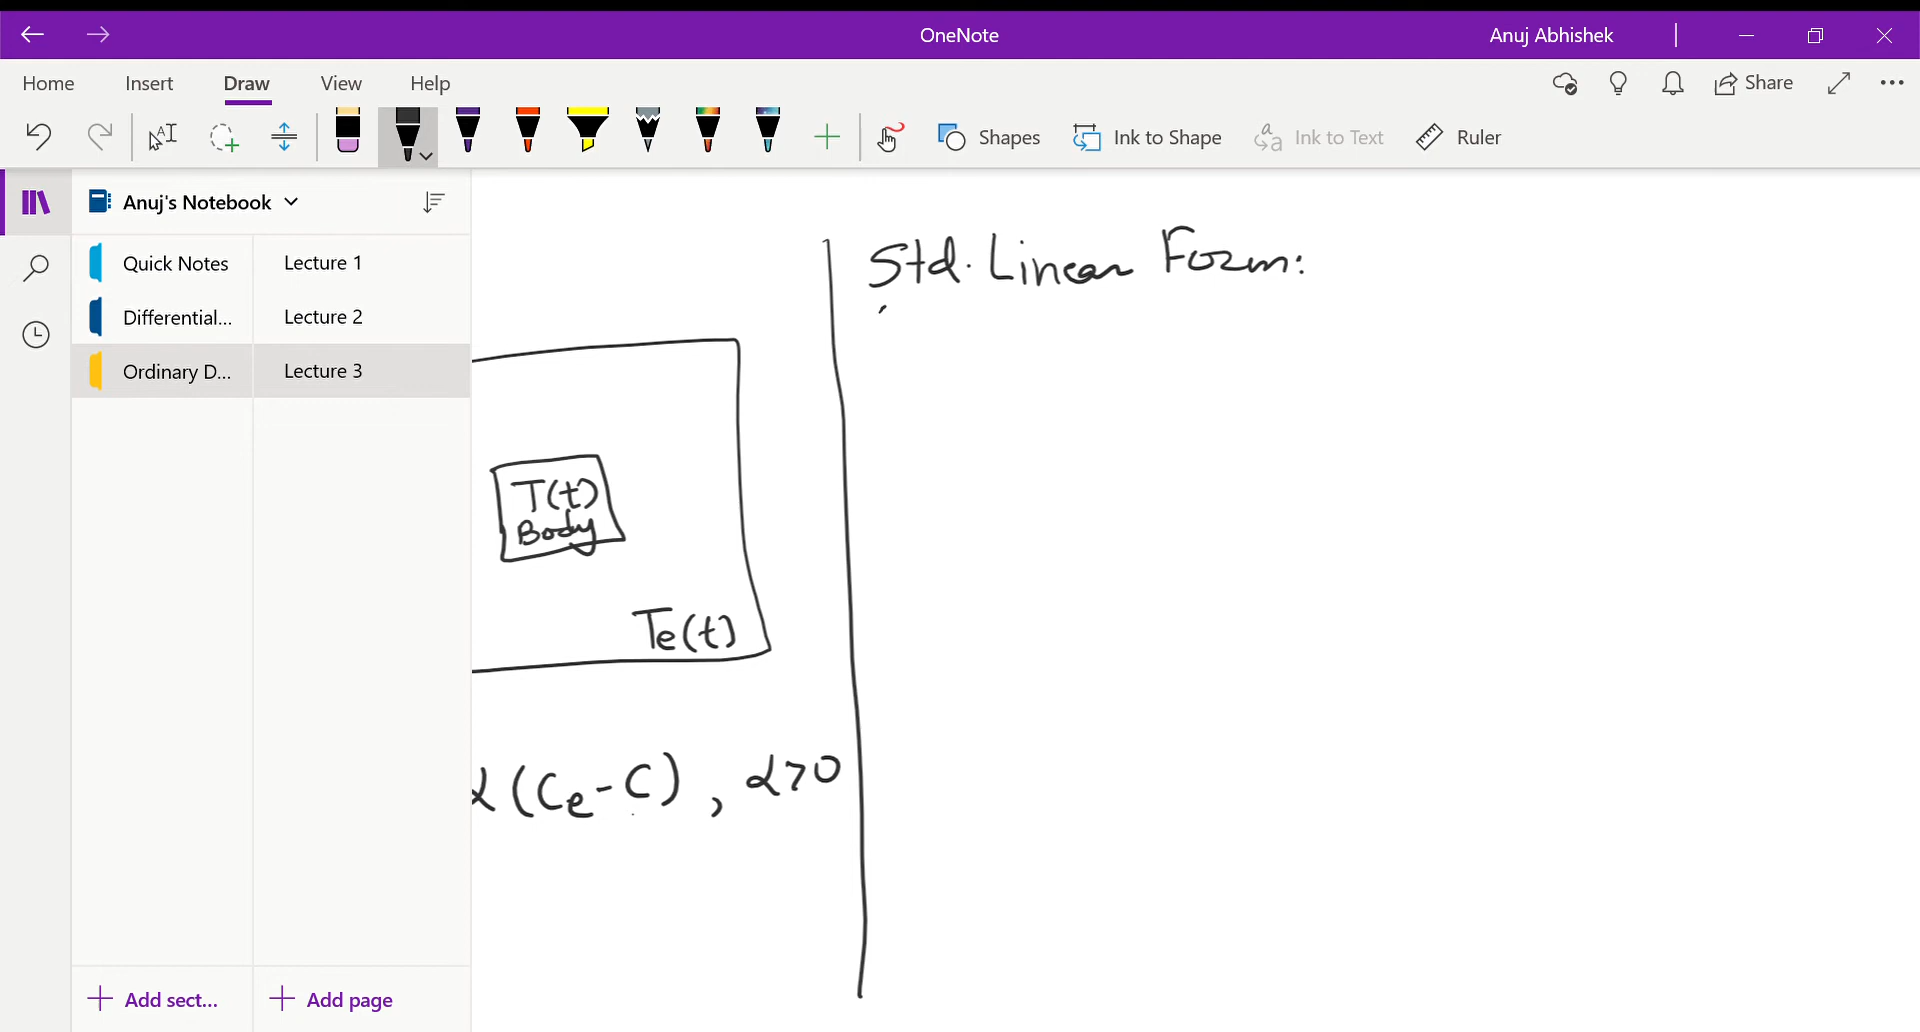 OneNote
Anuj Abhishek
Home Insert Draw View Help
Share
Shapes Ink to Shape Ink to Text Ruler
Anuj's Notebook
Quick Notes
Differential...
Ordinary D...
Lecture 1
Lecture 2
Lecture 3
Add sect...
Add page
T(t)
Body
Te(t)
α(Ce-C), α>0
Std. Linear Form: